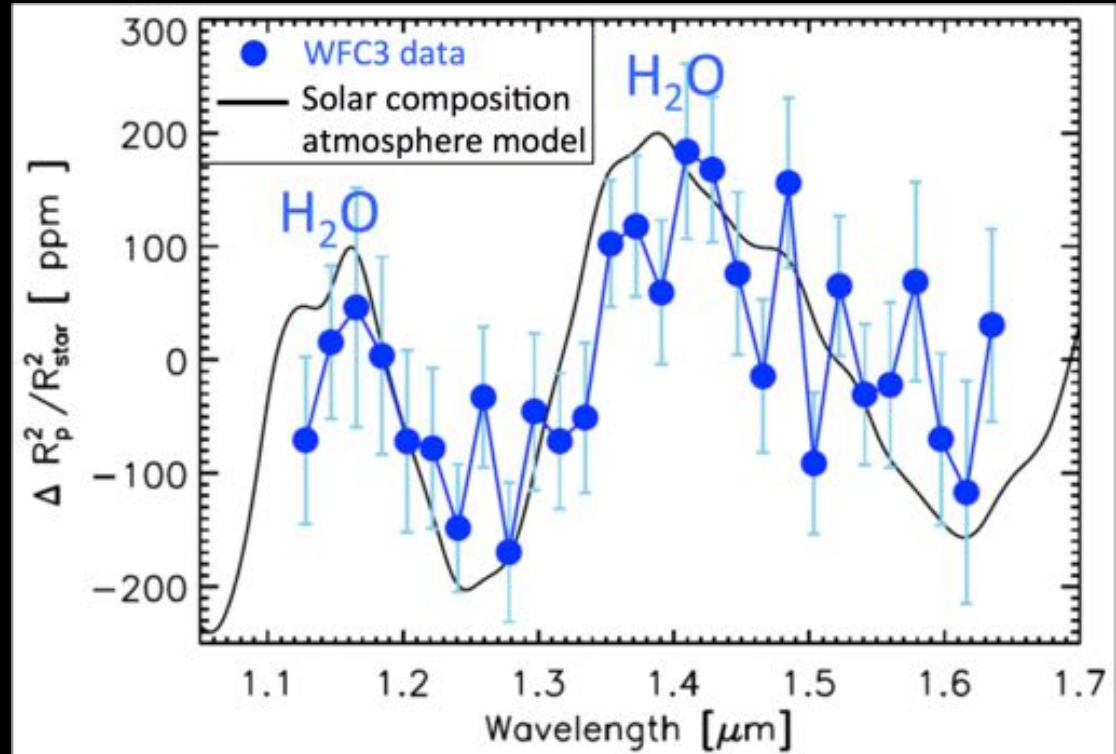 300
200
100
0
−100
−200
Δ R²ₚ/R²ₛₜₐᵣ [ ppm ]
WFC3 data
Solar composition
atmosphere model
H₂O
H₂O
1.1 1.2 1.3 1.4 1.5 1.6 1.7
Wavelength [μm]